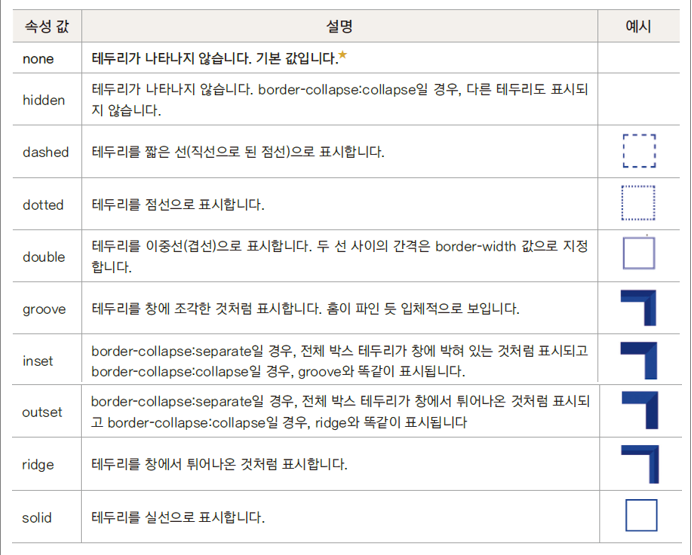 속성 값 설명 예시
none 테두리가 나타나지 않습니다. 기본 값입니다.★
hidden 테두리가 나타나지 않습니다. border-collapse:collapse일 경우, 다른 테두리도 표시되
지 않습니다.
dashed 테두리를 짧은 선(직선으로 된 점선)으로 표시합니다.
dotted 테두리를 점선으로 표시합니다.
double 테두리를 이중선(겹선)으로 표시합니다. 두 선 사이의 간격은 border-width 값으로 지정
합니다.
groove 테두리를 창에 조각한 것처럼 표시합니다. 홈이 파인 듯 입체적으로 보입니다.
inset border-collapse:separate일 경우, 전체 박스 테두리가 창에 박혀 있는 것처럼 표시되고
border-collapse:collapse일 경우, groove와 똑같이 표시됩니다.
outset border-collapse:separate일 경우, 전체 박스 테두리가 창에서 튀어나온 것처럼 표시되
고 border-collapse:collapse일 경우, ridge와 똑같이 표시됩니다
ridge 테두리를 창에서 튀어나온 것처럼 표시합니다.
solid 테두리를 실선으로 표시합니다.